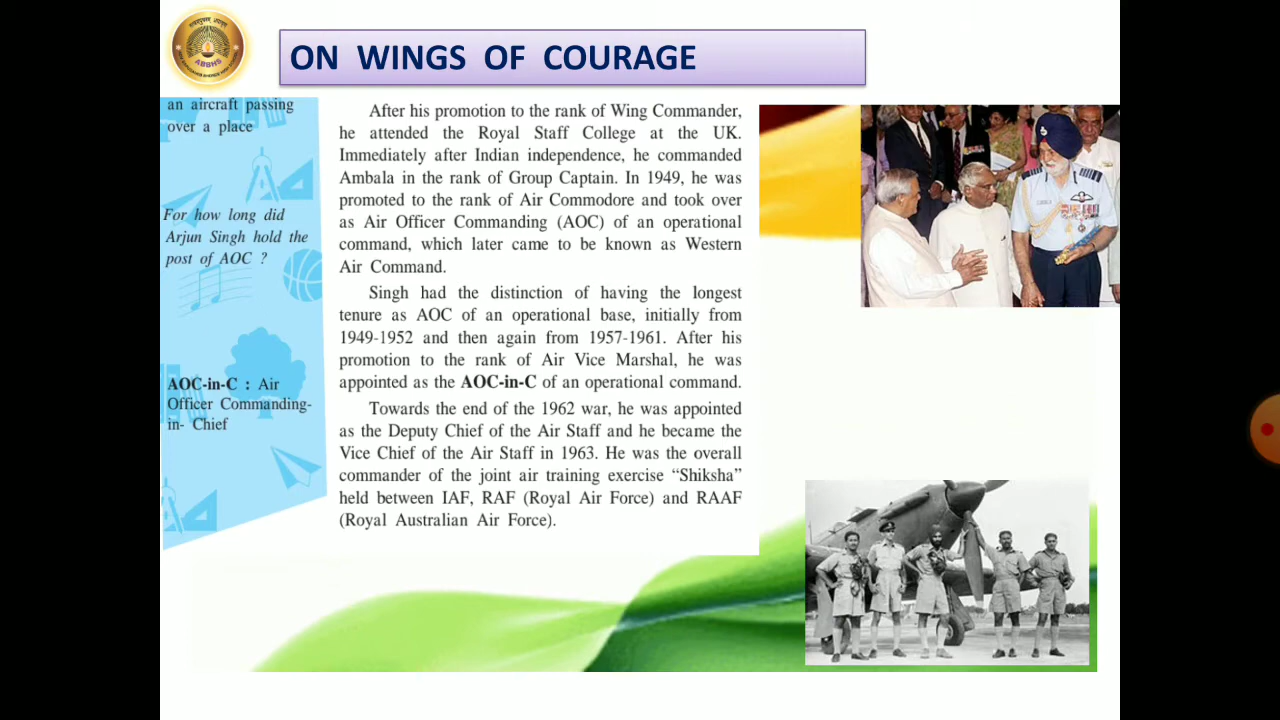 ABBHS
ON WINGS OF COURAGE
an aircraft passing
over a place
For how long did
Arjun Singh hold the
post of AOC ?
AOC-in-C : Air
Officer Commanding-
in- Chief
After his promotion to the rank of Wing Commander,
he attended the Royal Staff College at the UK.
Immediately after Indian independence, he commanded
Ambala in the rank of Group Captain. In 1949, he was
promoted to the rank of Air Commodore and took over
as Air Officer Commanding (AOC) of an operational
command, which later came to be known as Western
Air Command.
Singh had the distinction of having the longest
tenure as AOC of an operational base, initially from
1949-1952 and then again from 1957-1961. After his
promotion to the rank of Air Vice Marshal, he was
appointed as the AOC-in-C of an operational command.
Towards the end of the 1962 war, he was appointed
as the Deputy Chief of the Air Staff and he became the
Vice Chief of the Air Staff in 1963. He was the overall
commander of the joint air training exercise “Shiksha”
held between IAF, RAF (Royal Air Force) and RAAF
(Royal Australian Air Force).